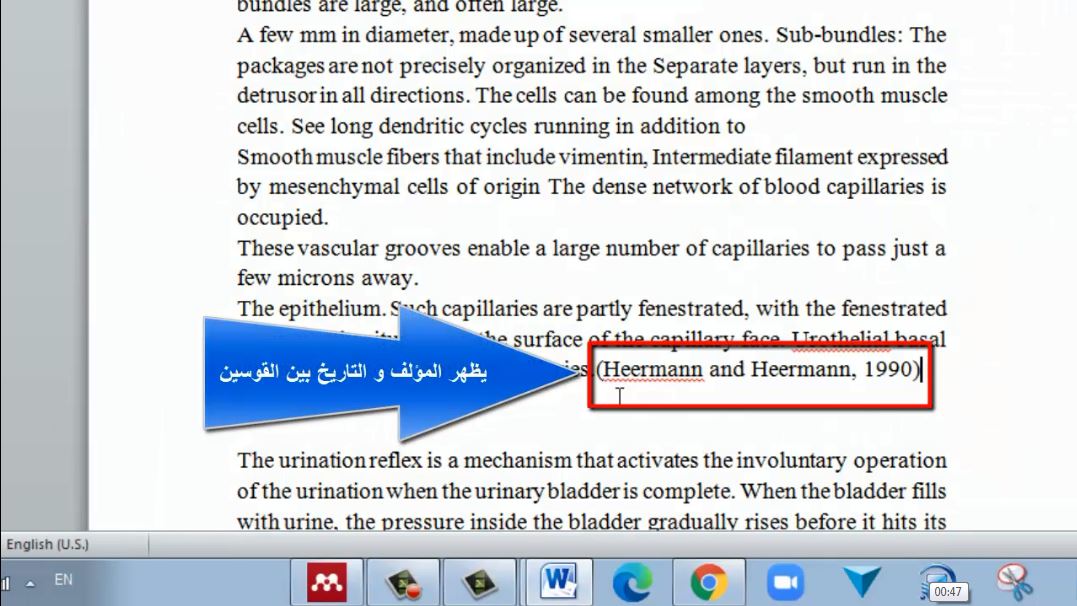 bundles are large, and often large.
A few mm in diameter, made up of several smaller ones. Sub-bundles: The
packages are not precisely organized in the Separate layers, but run in the
detrusor in all directions. The cells can be found among the smooth muscle
cells. See long dendritic cycles running in addition to
Smooth muscle fibers that include vimentin, Intermediate filament expressed
by mesenchymal cells of origin The dense network of blood capillaries is
occupied.
These vascular grooves enable a large number of capillaries to pass just a
few microns away.
The epithelium. Such capillaries are partly fenestrated, with the fenestrated
the surface of the capillary face. Urothelial basal
(Heermann and Heermann, 1990)
يظهر المؤلف و التاريخ بين القوسين
The urination reflex is a mechanism that activates the involuntary operation
of the urination when the urinary bladder is complete. When the bladder fills
with urine, the pressure inside the bladder gradually rises before it hits its
English (U.S.)
EN
00:47